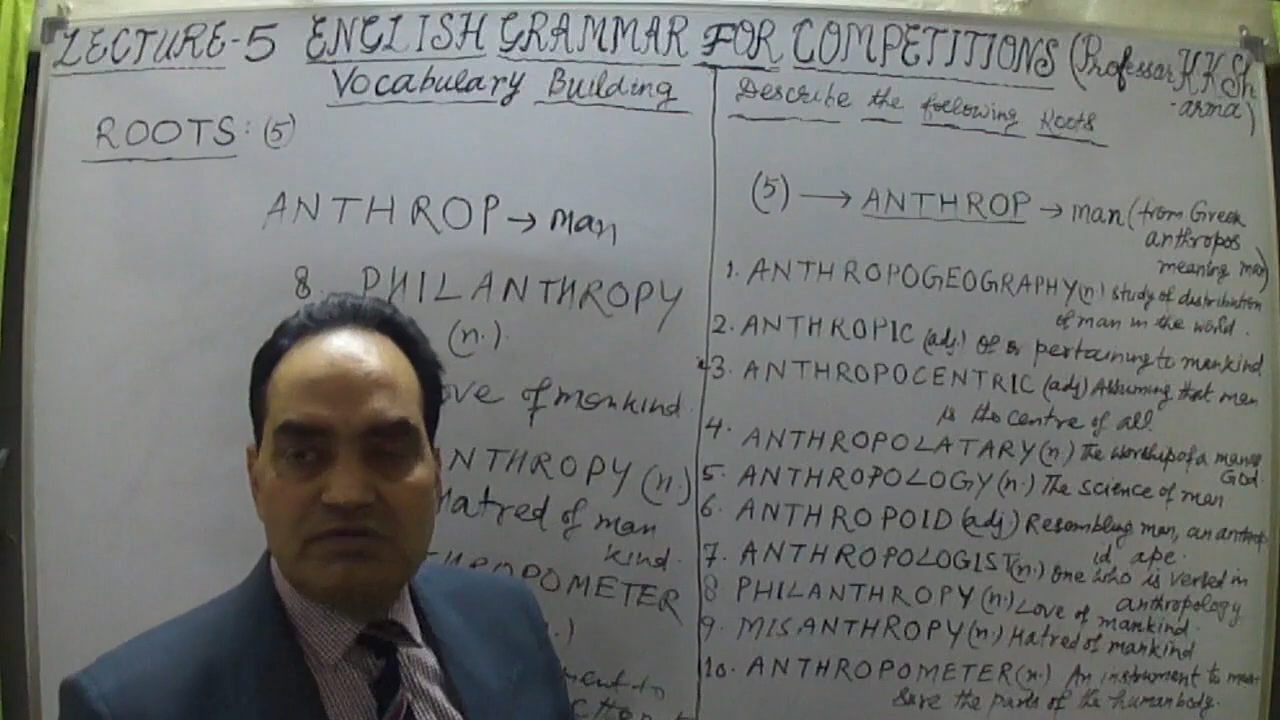 LECTURE-5 ENGLISH GRAMMAR FOR COMPETITIONS (Professor KKSh
-arma)
Vocabulary Building
ROOTS: (5)
ANTHROP → man
8. PHILANTHROPY
(n.)
ove of mankind.
NTHROPY (n.)
Hatred of man
kind.
THROPOMETER
.)
ment to
Describe the following Roots
(5) → ANTHROP → man (from Greek
anthropos
meaning man)
1. ANTHROPOGEOGRAPHY (n) study of distribution
of man in the world.
2. ANTHROPIC (adj.) of or pertaining to mankind
3. ANTHROPOCENTRIC (adj) Assuming that man
is the centre of all
4. ANTHROPOLATARY (n.) The worship of a man as
God.
5. ANTHROPOLOGY (n.) The science of man
6. ANTHROPOID (adj.) Resembling man, an anthropo
id ape.
7. ANTHROPOLOGIST (n.) one who is versed in
anthropology
8 PHILANTHROPY (n.) Love of mankind.
9. MISANTHROPY (n.) Hatred of mankind
10. ANTHROPOMETER (n.) An instrument to mea-
sure the parts of the human body.